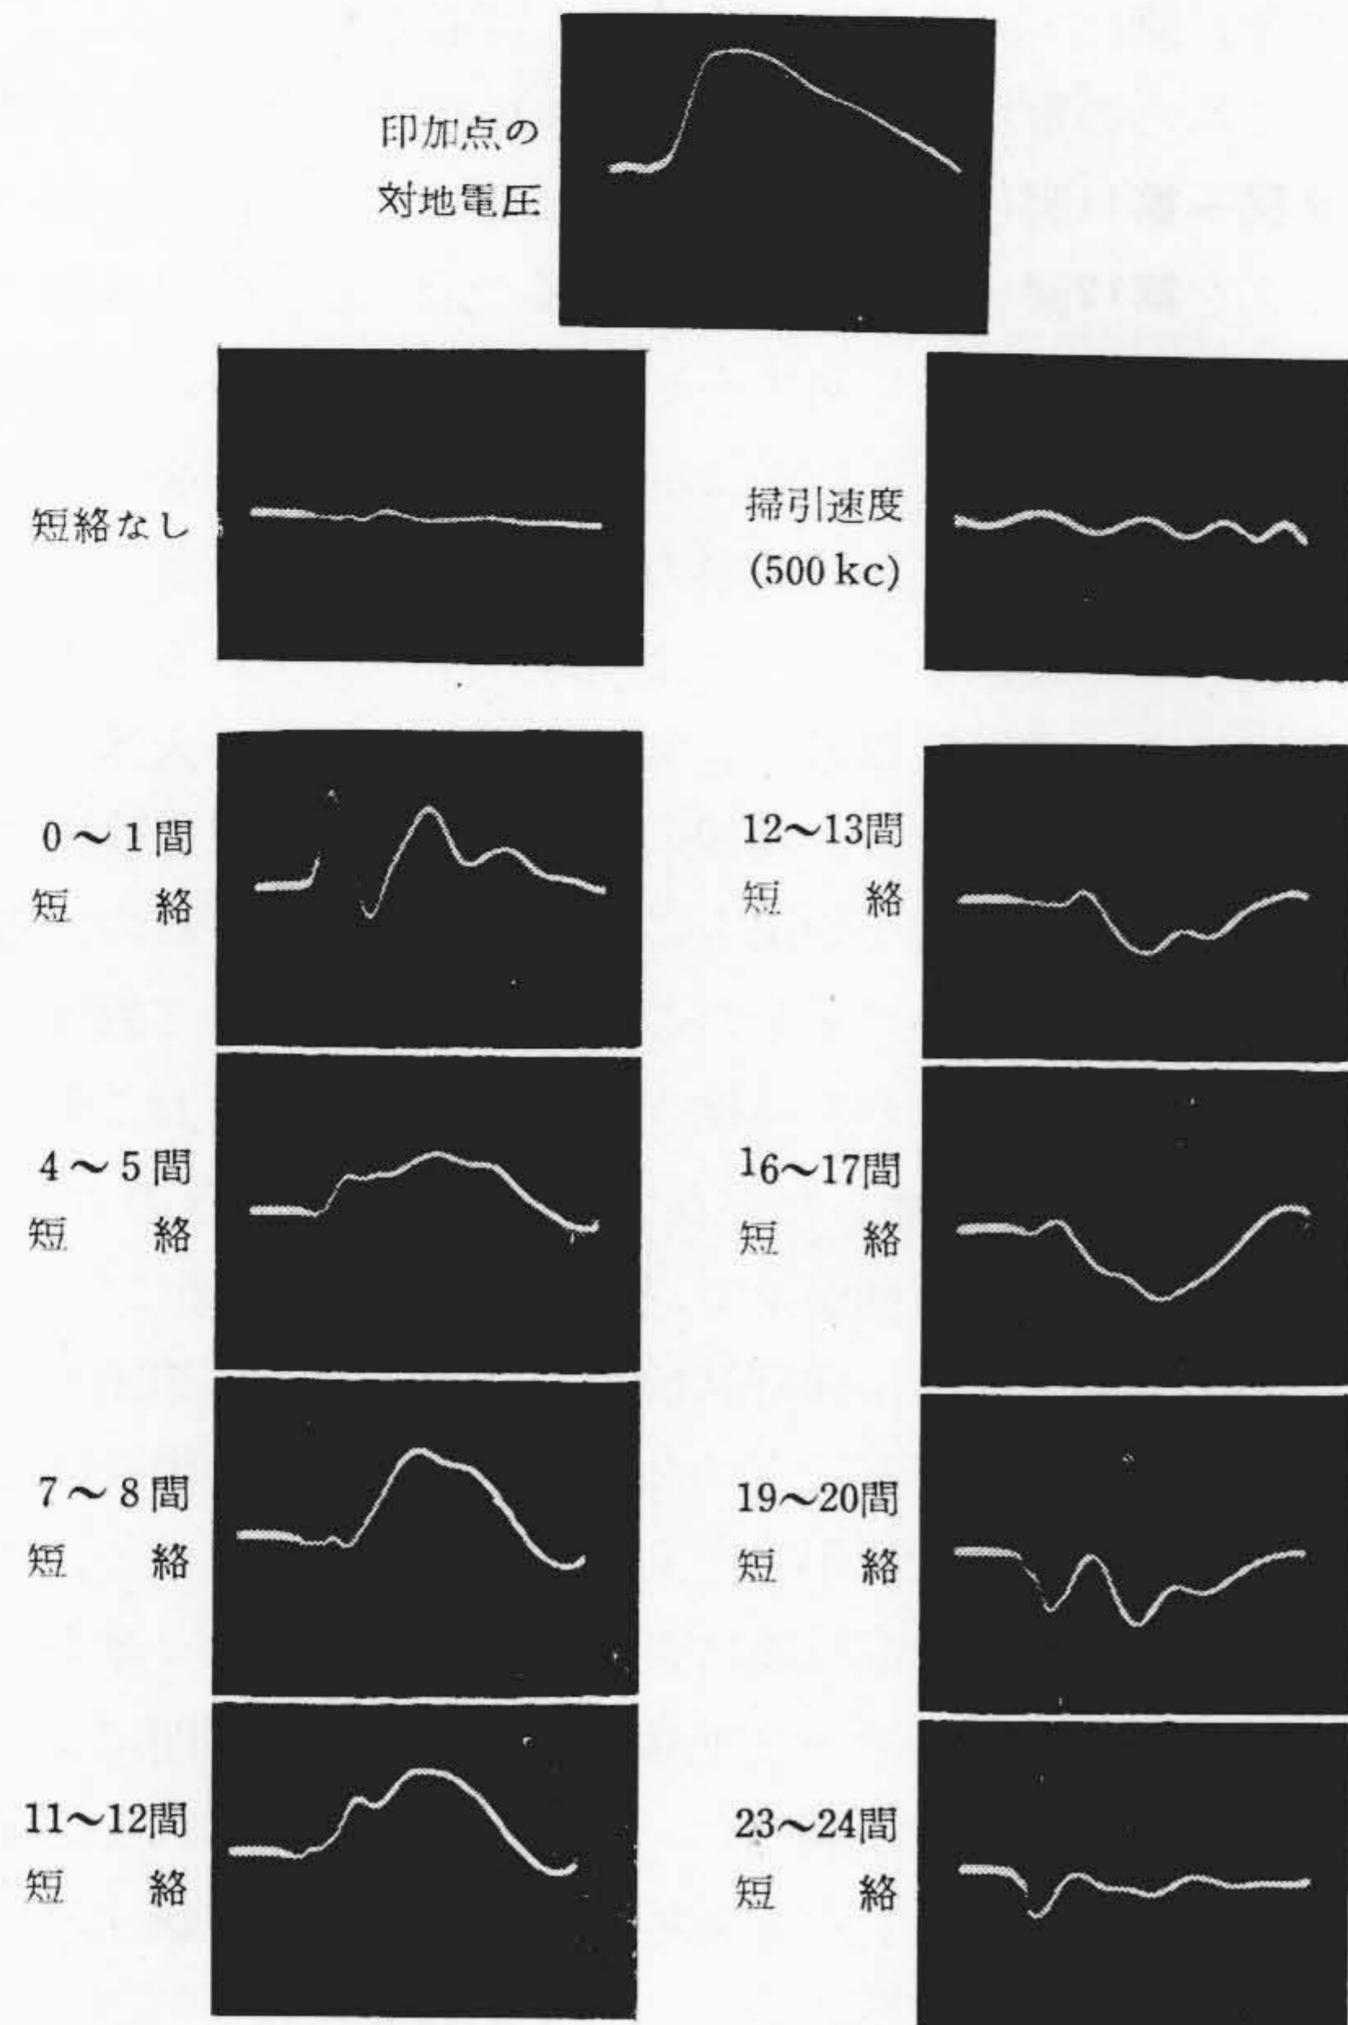 印加点の
対地電圧
短絡なし
掃引速度
(500 kc)
0～1間
短　絡
12～13間
短　絡
4～5間
短　絡
16～17間
短　絡
7～8間
短　絡
19～20間
短　絡
11～12間
短　絡
23～24間
短　絡